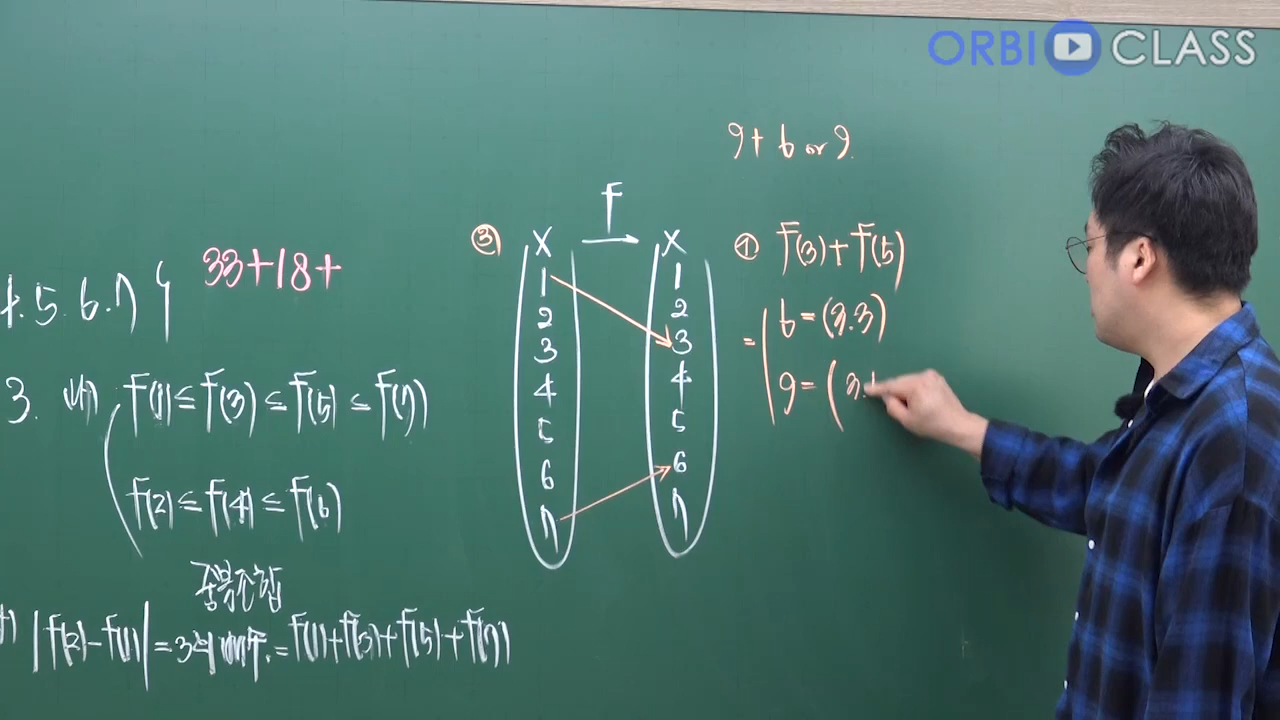 ORBI CLASS
9+6 or 9.
4.5.6.7}
33+18+
3. (나) f(1)≤f(3)≤f(5)≤f(7)
f(2)≤f(4)≤f(6)
중복조합
|f(2)-f(1)|=3의 배수.=f(1)+f(3)+f(5)+f(7)
③
f
X X
1 1
2 2
3 3
4 4
5 5
6 6
7 7
① f(3)+f(5)
= 6=(3.3)
9=(3.